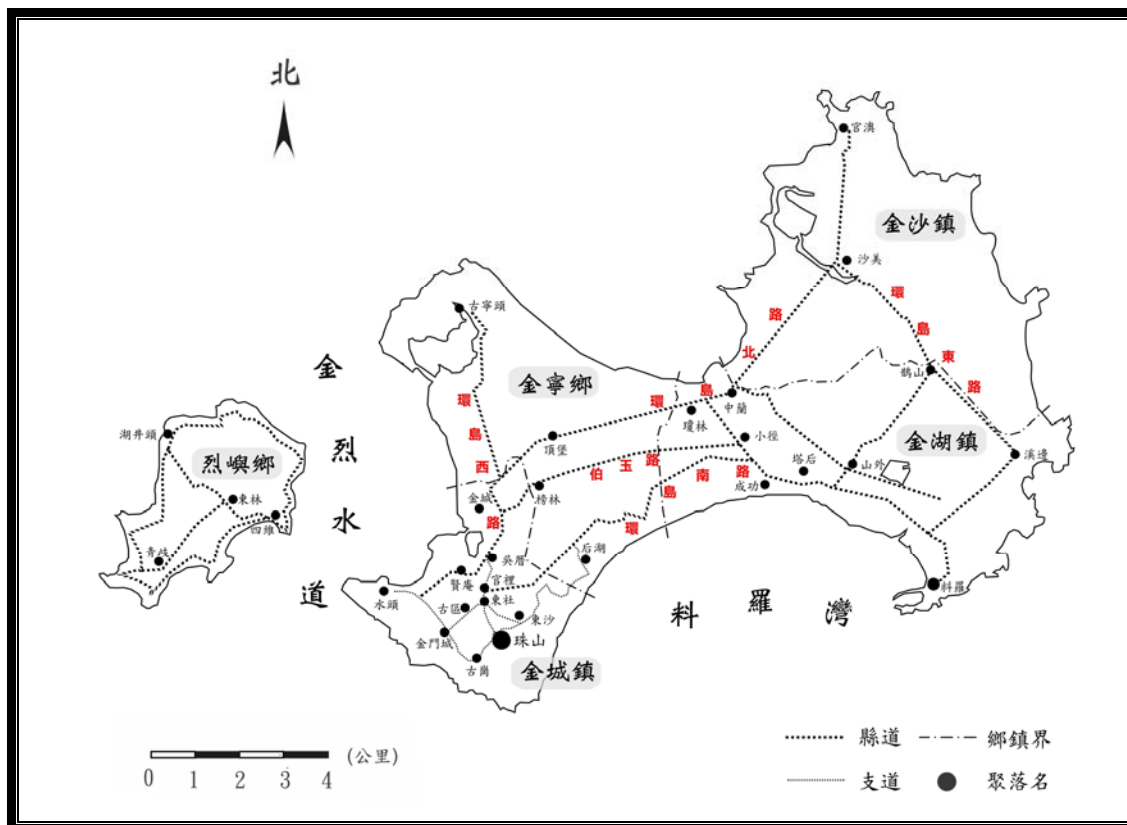 北
官澳
金沙鎮
沙美
環島東路
環島北路
古寧頭
金寧鄉
環島西路
金烈水道
鵲山
中蘭
瓊林
小徑
頂堡
伯玉路
環島南路
金湖鎮
溪邊
山外
塔后
成功
湖井頭
烈嶼鄉
東林
四維
青岐
金城
榜林
后湖
吳厝
賢庵
官裡
水頭
古區
東社
東沙
料羅
料羅灣
金門城
珠山
古崗
金城鎮
0 1 2 3 4 (公里)
縣道
鄉鎮界
支道
聚落名